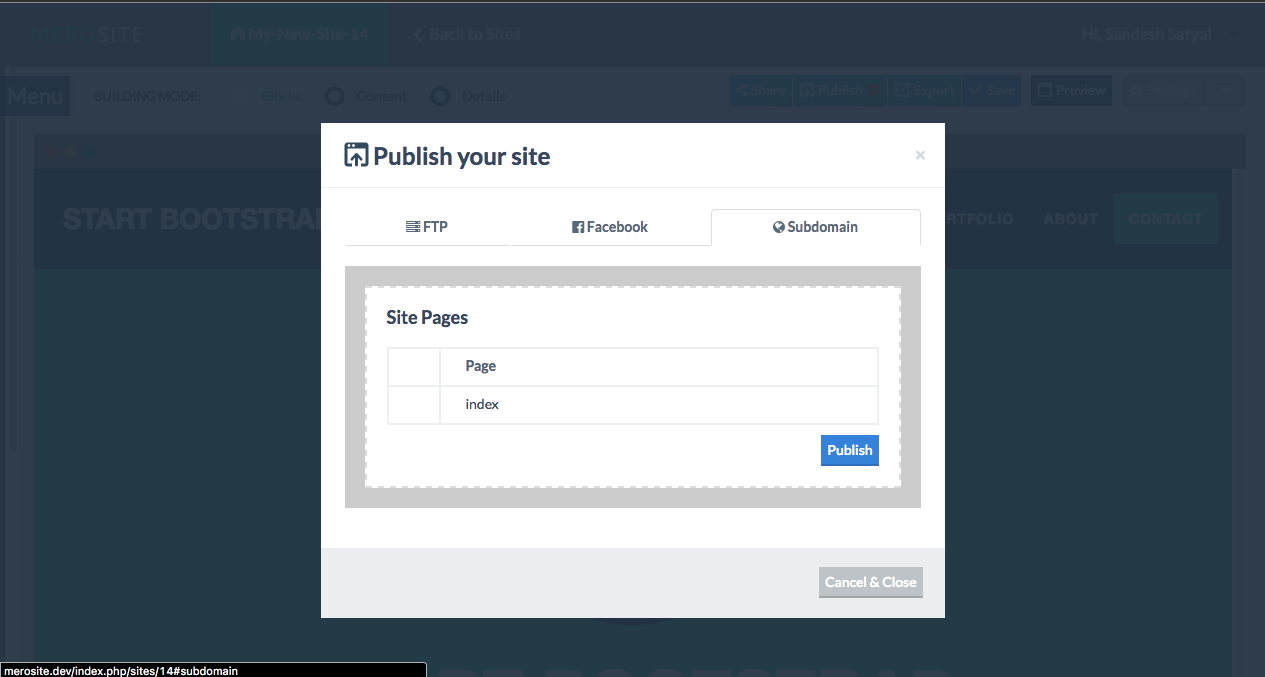 SITE My-New-Site-14 Back to Sites Hi, Sandesh Satyal
Menu BUILDING MODE: Blocks Content Details Share Publish Export Save Preview Settings
Publish your site ×
START BOOTSTRA
RTFOLIO ABOUT CONTACT
FTP Facebook Subdomain
Site Pages
Page
index
Publish
Cancel & Close
merosite.dev/index.php/sites/14#subdomain